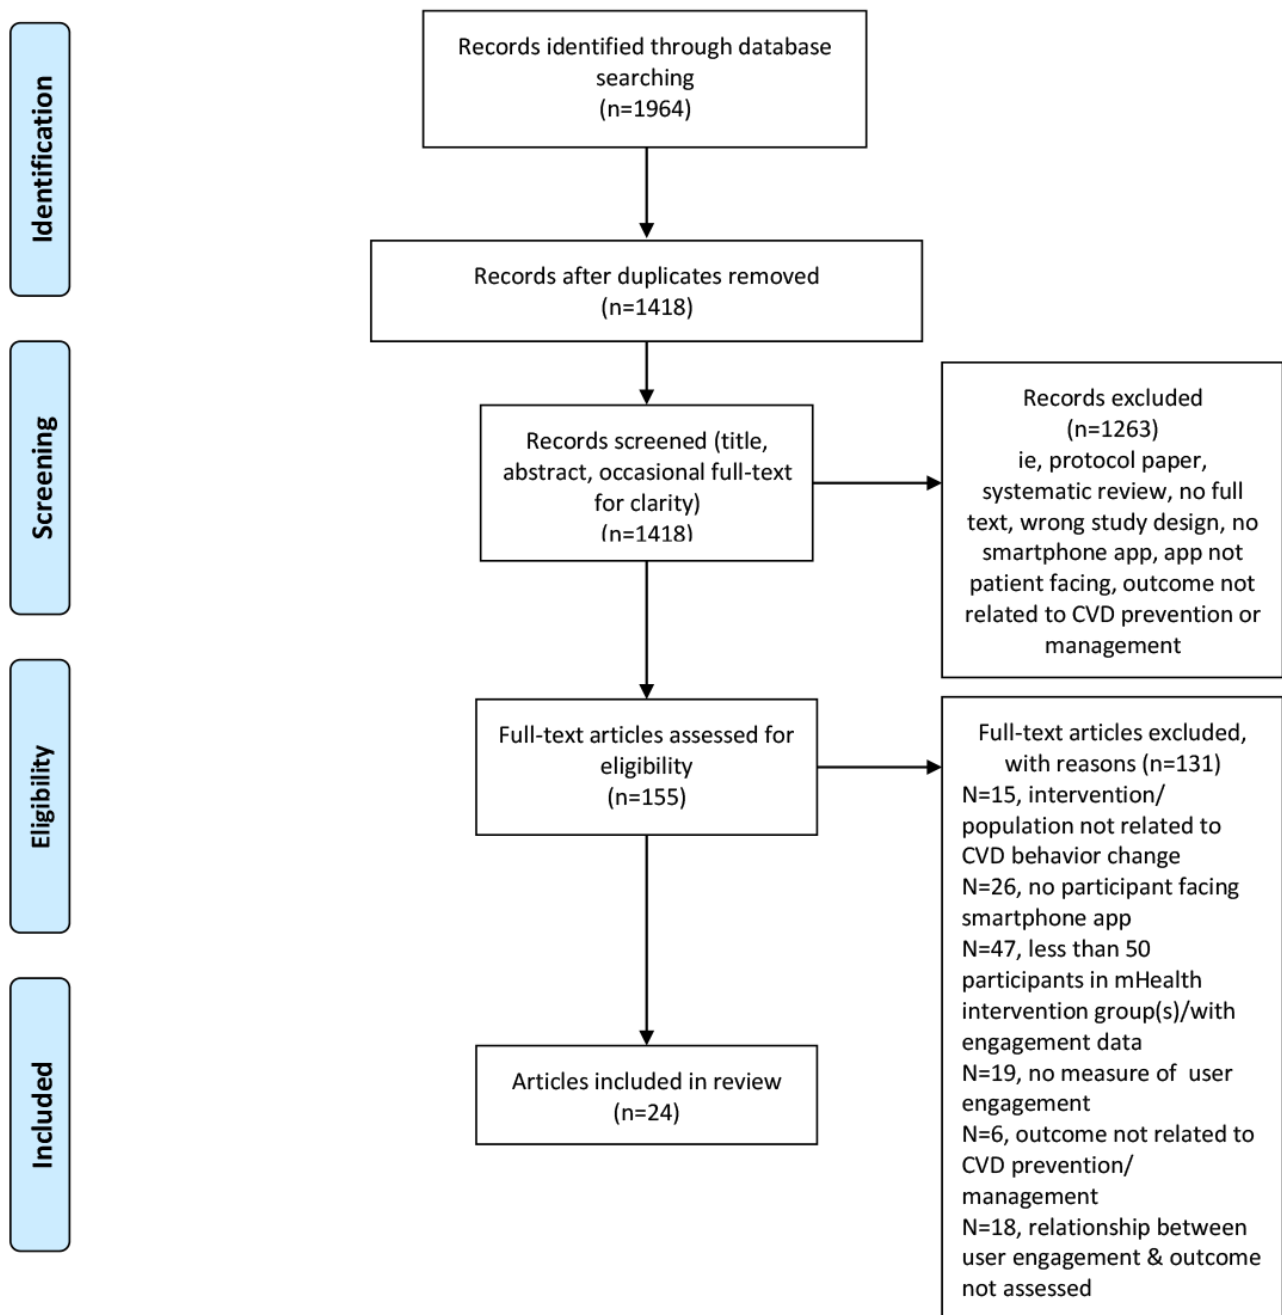 Identification
Records identified through database
searching
(n=1964)
Records after duplicates removed
(n=1418)
Screening
Records screened (title,
abstract, occasional full-text
for clarity)
(n=1418)
Records excluded
(n=1263)
ie, protocol paper,
systematic review, no full
text, wrong study design, no
smartphone app, app not
patient facing, outcome not
related to CVD prevention or
management
Eligibility
Full-text articles assessed for
eligibility
(n=155)
Full-text articles excluded,
with reasons (n=131)
N=15, intervention/
population not related to
CVD behavior change
N=26, no participant facing
smartphone app
N=47, less than 50
participants in mHealth
intervention group(s)/with
engagement data
N=19, no measure of  user
engagement
N=6, outcome not related to
CVD prevention/
management
N=18, relationship between
user engagement & outcome
not assessed
Included
Articles included in review
(n=24)